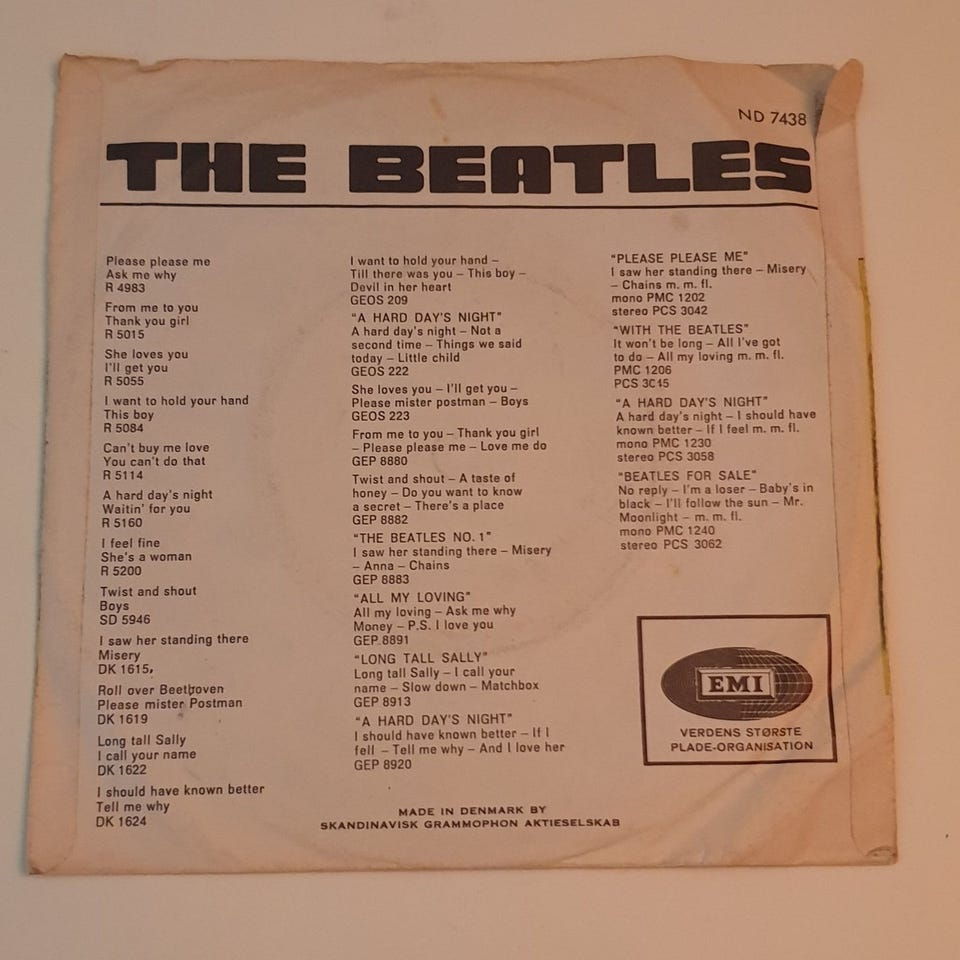 ND 7438
THE BEATLES
Please please me
Ask me why
R 4983
From me to you
Thank you girl
R 5015
She loves you
I'll get you
R 5055
I want to hold your hand
This boy
R 5084
Can't buy me love
You can't do that
R 5114
A hard day's night
Waitin' for you
R 5160
I feel fine
She's a woman
R 5200
Twist and shout
Boys
SD 5946
I saw her standing there
Misery
DK 1615,
Roll over Beethoven
Please mister Postman
DK 1619
Long tall Sally
I call your name
DK 1622
I should have known better
Tell me why
DK 1624
I want to hold your hand –
Till there was you – This boy –
Devil in her heart
GEOS 209
"A HARD DAY'S NIGHT"
A hard day's night – Not a
second time – Things we said
today – Little child
GEOS 222
She loves you – I'll get you –
Please mister postman – Boys
GEOS 223
From me to you – Thank you girl
– Please please me – Love me do
GEP 8880
Twist and shout – A taste of
honey – Do you want to know
a secret – There's a place
GEP 8882
"THE BEATLES NO. 1"
I saw her standing there – Misery
– Anna – Chains
GEP 8883
"ALL MY LOVING"
All my loving – Ask me why
Money – P.S. I love you
GEP 8891
"LONG TALL SALLY"
Long tall Sally – I call your
name – Slow down – Matchbox
GEP 8913
"A HARD DAY'S NIGHT"
I should have known better – If I
fell – Tell me why – And I love her
GEP 8920
"PLEASE PLEASE ME"
I saw her standing there – Misery
– Chains m. m. fl.
mono PMC 1202
stereo PCS 3042
"WITH THE BEATLES"
It won't be long – All I've got
to do – All my loving m. m. fl.
PMC 1206
PCS 3C45
"A HARD DAY'S NIGHT"
A hard day's night – I should have
known better – If I feel m. m. fl.
mono PMC 1230
stereo PCS 3058
"BEATLES FOR SALE"
No reply – I'm a loser – Baby's in
black – I'll follow the sun – Mr.
Moonlight – m. m. fl.
mono PMC 1240
stereo PCS 3062
EMI
VERDENS STØRSTE
PLADE-ORGANISATION
MADE IN DENMARK BY
SKANDINAVISK GRAMMOPHON AKTIESELSKAB